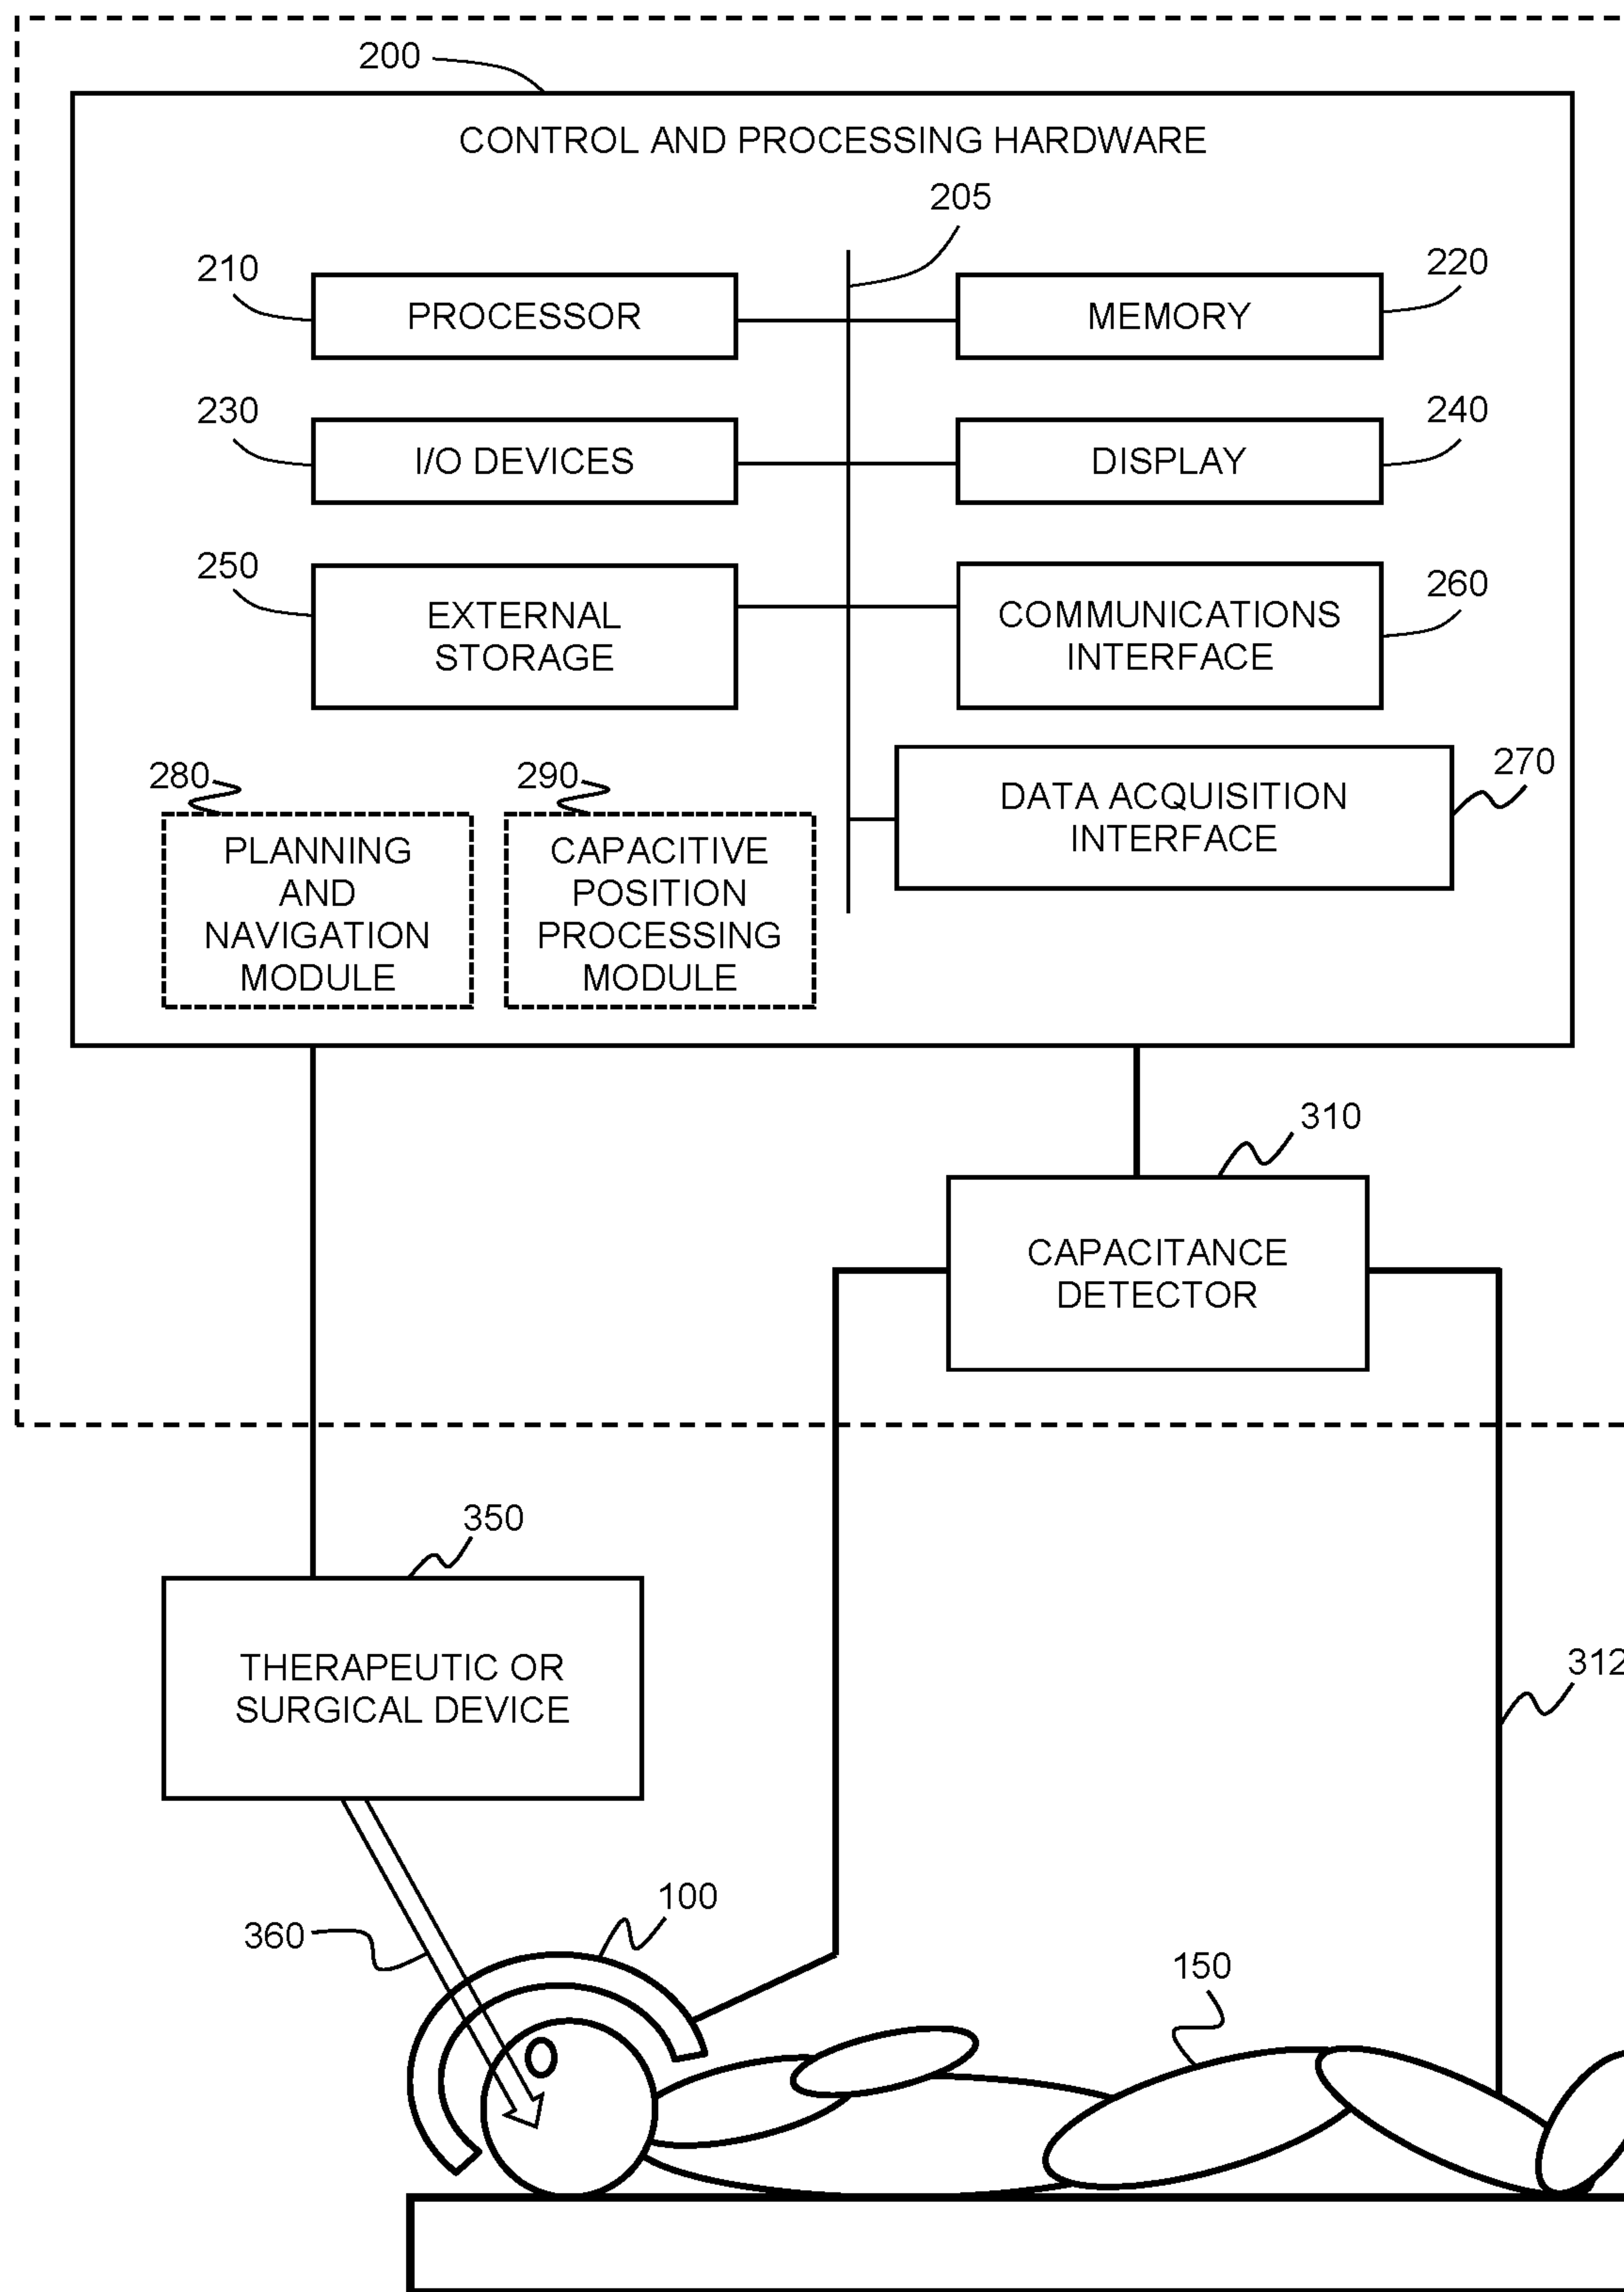 200
CONTROL AND PROCESSING HARDWARE
205
210
PROCESSOR
MEMORY
220
230
I/O DEVICES
DISPLAY
240
250
EXTERNAL
STORAGE
COMMUNICATIONS
INTERFACE
260
280
PLANNING
AND
NAVIGATION
MODULE
290
CAPACITIVE
POSITION
PROCESSING
MODULE
DATA ACQUISITION
INTERFACE
270
310
CAPACITANCE
DETECTOR
350
THERAPEUTIC OR
SURGICAL DEVICE
312
100
360
150